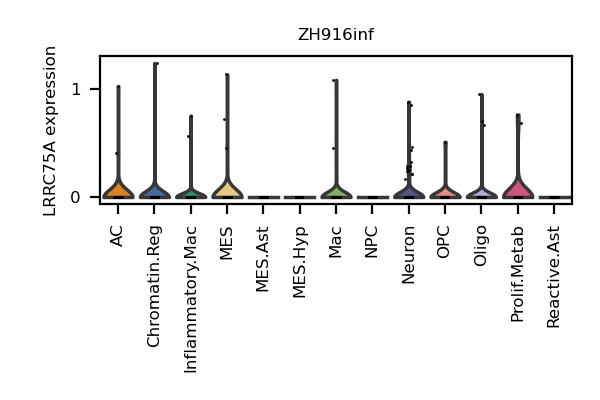 ZH916inf
LRRC75A expression
1
0
AC
Chromatin.Reg
Inflammatory.Mac
MES
MES.Ast
MES.Hyp
Mac
NPC
Neuron
OPC
Oligo
Prolif.Metab
Reactive.Ast